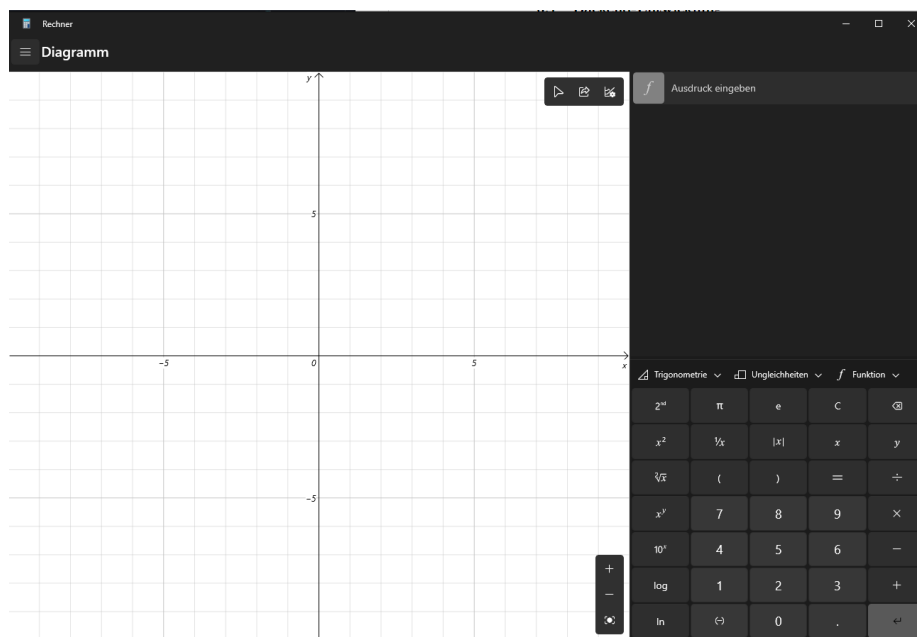 Rechner
Diagramm
y
5
-5
0
5
x
-5
f Ausdruck eingeben
Trigonometrie Ungleichheiten f Funktion
2ⁿᵈ π e C
x² ¹/x |x| x y
²√x ( ) = ÷
xʸ 7 8 9 ×
10ˣ 4 5 6 −
log 1 2 3 +
ln (-) 0 .
+
−